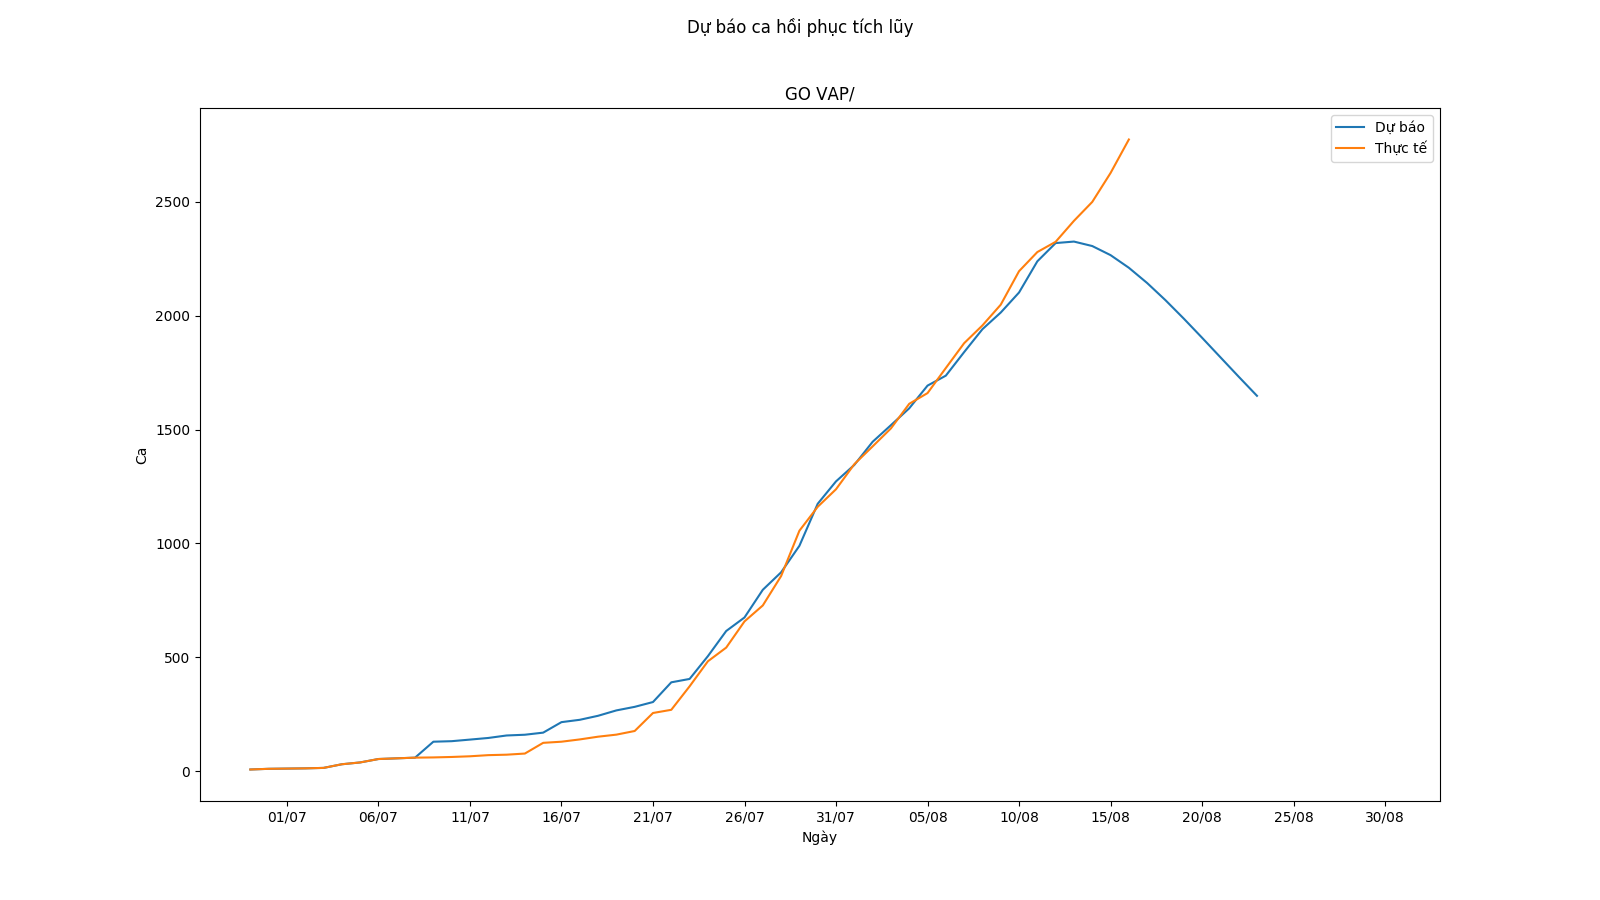 Dự báo ca hồi phục tích lũy
GO VAP/
Dự báo
Thực tế
2500
2000
1500
1000
500
0
Ca
01/07 06/07 11/07 16/07 21/07 26/07 31/07 05/08 10/08 15/08 20/08 25/08 30/08
Ngày